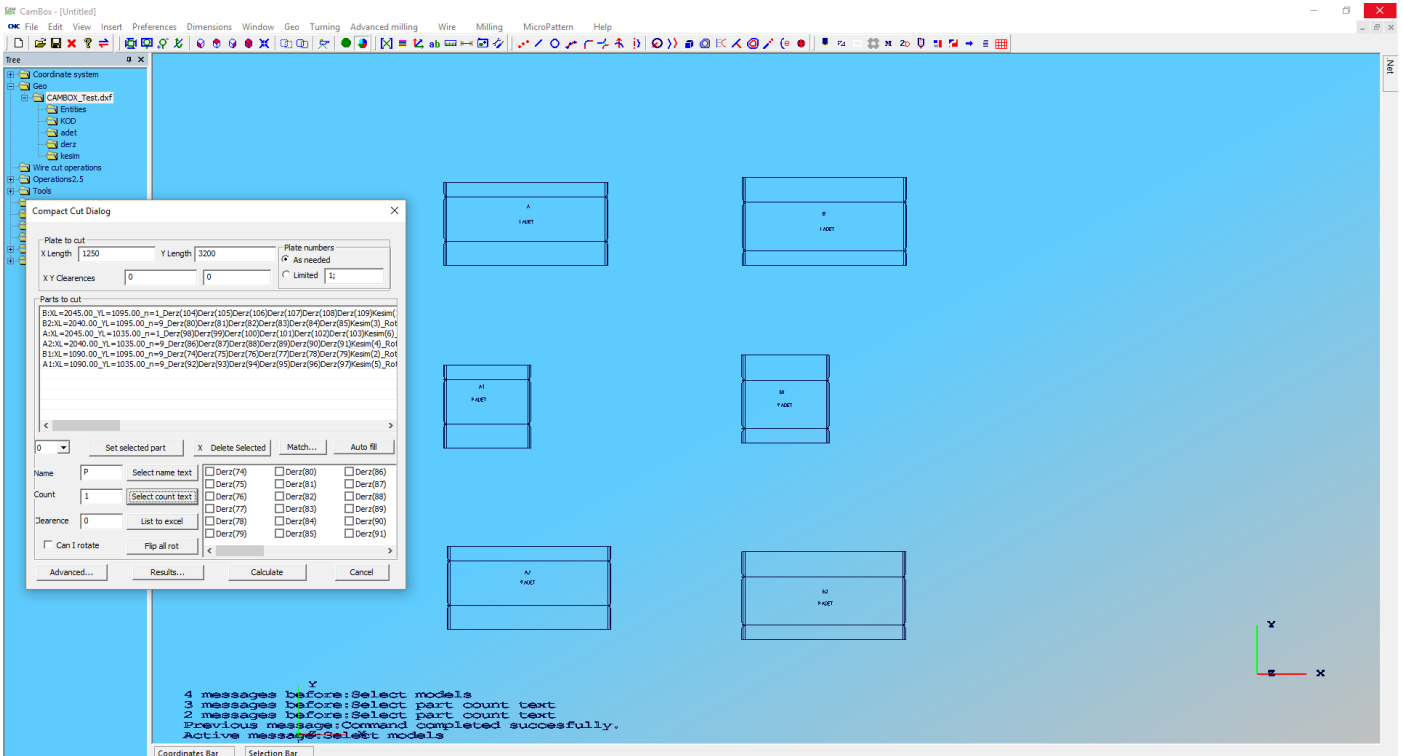 CamBox - [Untitled]
CNC File Edit View Insert Preferences Dimensions Window Geo Turning Advanced milling Wire Milling MicroPattern Help
Tree
.Net
Coordinate system
Geo
CAMBOX_Test.dxf
Entities
KOD
adet
derz
kesim
Wire cut operations
Operations2.5
Tools
Compact Cut Dialog
Plate to cut
X Length 1250 Y Length 3200
X Y Clearences 0 0
Plate numbers
As needed
Limited 1;
Parts to cut
B:XL=2045.00_YL=1095.00_n=1_Derz(104)Derz(105)Derz(106)Derz(107)Derz(108)Derz(109)Kesim(
B2:XL=2040.00_YL=1095.00_n=9_Derz(80)Derz(81)Derz(82)Derz(83)Derz(84)Derz(85)Kesim(3)_Rot
A:XL=2045.00_YL=1035.00_n=1_Derz(98)Derz(99)Derz(100)Derz(101)Derz(102)Derz(103)Kesim(6)_
A2:XL=2040.00_YL=1035.00_n=9_Derz(86)Derz(87)Derz(88)Derz(89)Derz(90)Derz(91)Kesim(4)_Rot
B1:XL=1090.00_YL=1095.00_n=9_Derz(74)Derz(75)Derz(76)Derz(77)Derz(78)Derz(79)Kesim(2)_Rot
A1:XL=1090.00_YL=1035.00_n=9_Derz(92)Derz(93)Derz(94)Derz(95)Derz(96)Derz(97)Kesim(5)_Rot
0 Set selected part X Delete Selected Match... Auto fill
Name P Select name text
Count 1 Select count text
Clearence 0 List to excel
Can I rotate Flip all rot
Derz(74) Derz(80) Derz(86)
Derz(75) Derz(81) Derz(87)
Derz(76) Derz(82) Derz(88)
Derz(77) Derz(83) Derz(89)
Derz(78) Derz(84) Derz(90)
Derz(79) Derz(85) Derz(91)
Advanced... Results... Calculate Cancel
A
1 ADET
B
1 ADET
A1
9 ADET
B1
9 ADET
A2
9 ADET
B2
9 ADET
Y
Z X
Y
4 messages before:Select models
3 messages before:Select part count text
2 messages before:Select part count text
Previous message:Command completed succesfully.
Active message:Select models
Coordinates Bar Selection Bar